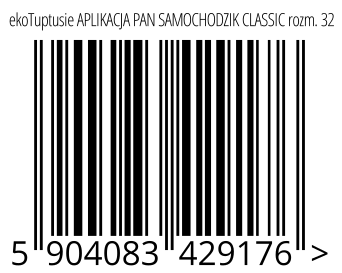 ekoTuptusie APLIKACJA PAN SAMOCHODZIK CLASSIC rozm. 32
5 904083 429176 >